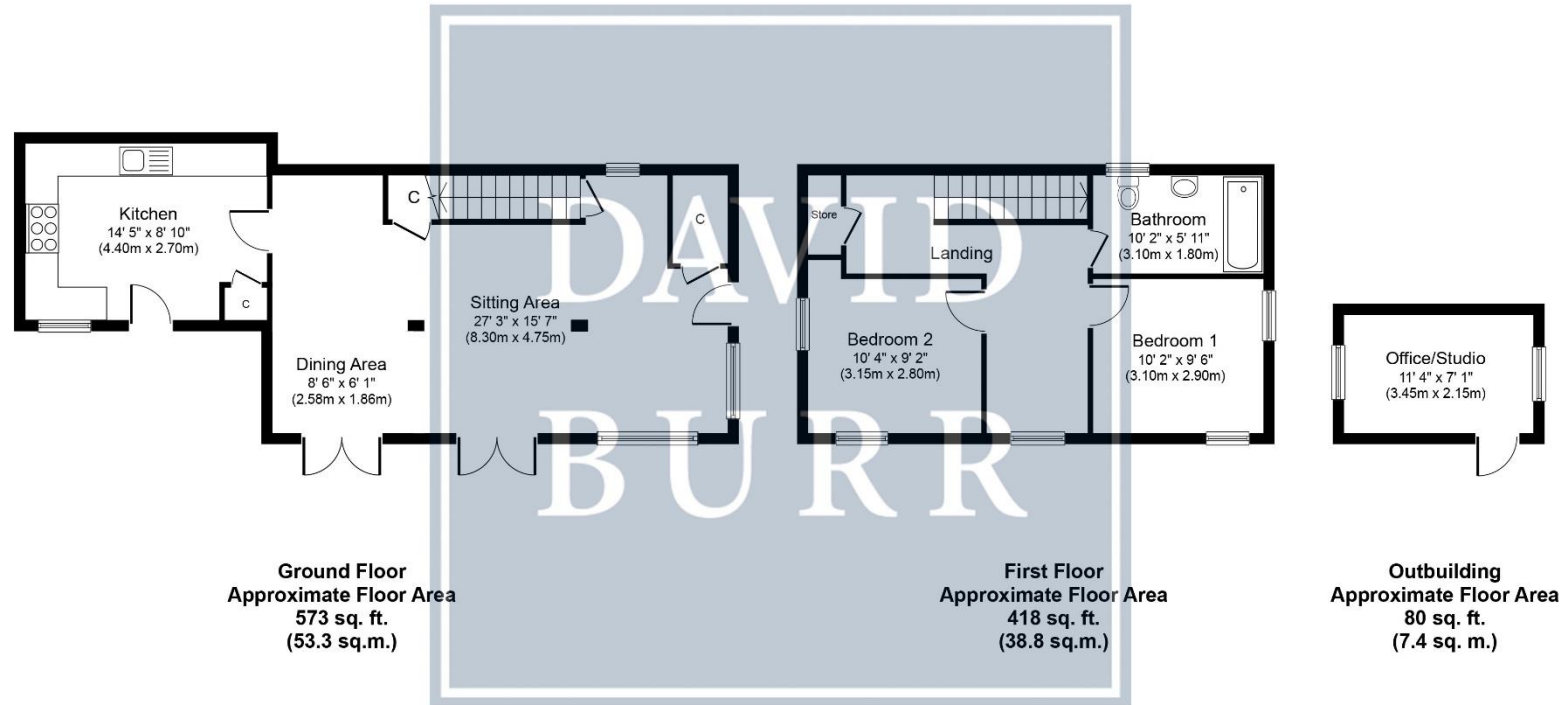 Kitchen
14' 5" x 8' 10"
(4.40m x 2.70m)
C
C
C
Sitting Area
27' 3" x 15' 7"
(8.30m x 4.75m)
Dining Area
8' 6" x 6' 1"
(2.58m x 1.86m)
Store
Landing
Bathroom
10' 2" x 5' 11"
(3.10m x 1.80m)
Bedroom 2
10' 4" x 9' 2"
(3.15m x 2.80m)
Bedroom 1
10' 2" x 9' 6"
(3.10m x 2.90m)
Office/Studio
11' 4" x 7' 1"
(3.45m x 2.15m)
DAVID
BURR
Ground Floor
Approximate Floor Area
573 sq. ft.
(53.3 sq.m.)
First Floor
Approximate Floor Area
418 sq. ft.
(38.8 sq.m.)
Outbuilding
Approximate Floor Area
80 sq. ft.
(7.4 sq. m.)